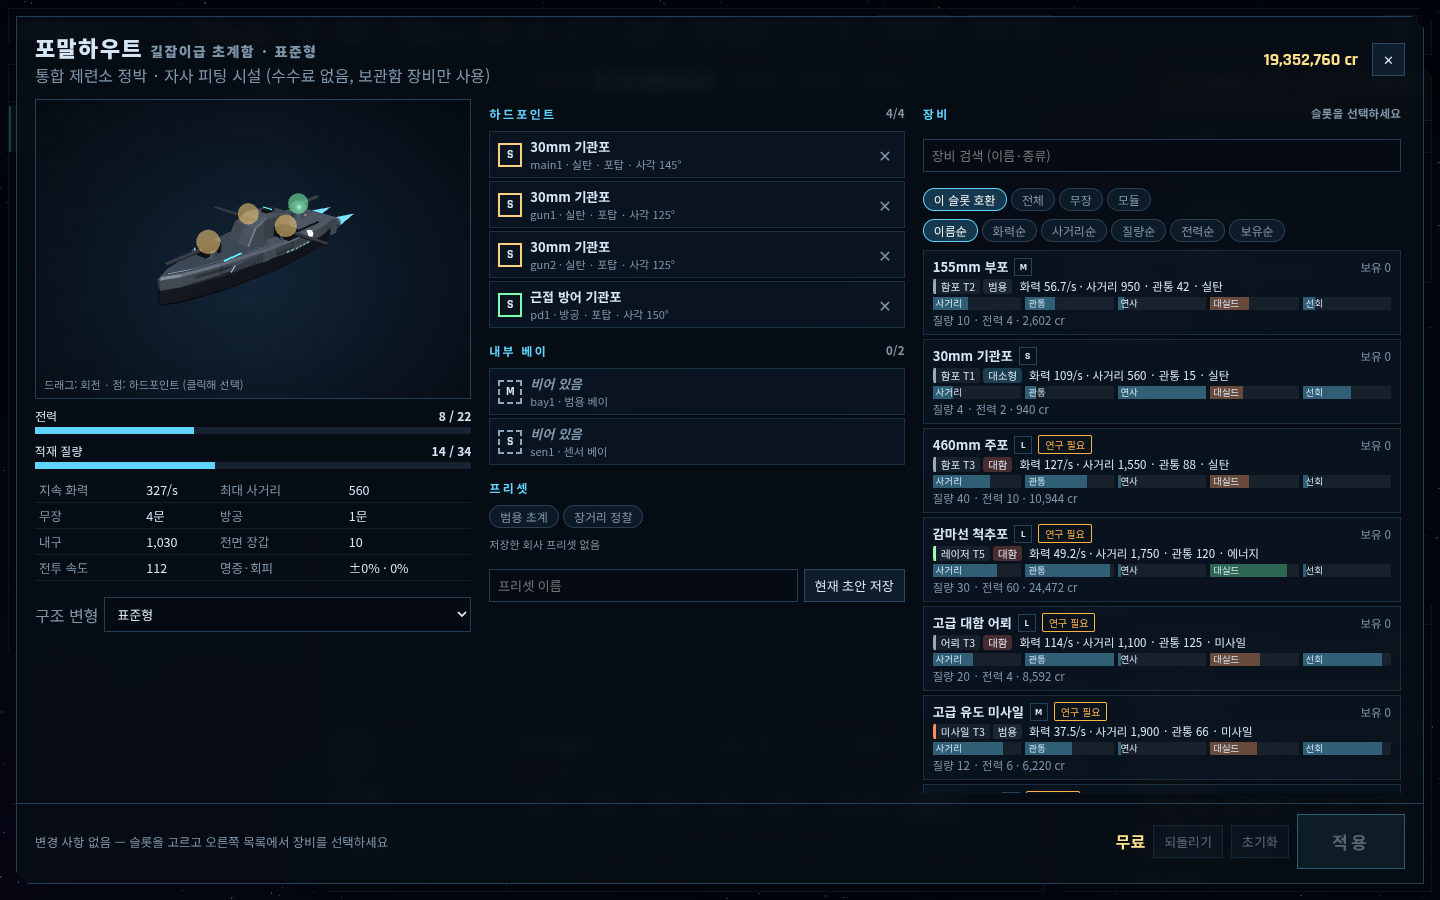 포말하우트 길잡이급 초계함 · 표준형
통합 제련소 정박 · 자사 피팅 시설 (수수료 없음, 보관함 장비만 사용)
19,352,760 cr ×
드래그: 회전 · 점: 하드포인트 (클릭해 선택)
전력 8 / 22
적재 질량 14 / 34
지속 화력 327/s 최대 사거리 560
무장 4문 방공 1문
내구 1,030 전면 장갑 10
전투 속도 112 명중·회피 ±0% · 0%
구조 변형 표준형
하드포인트 4/4
S 30mm 기관포 ×
main1 · 실탄 · 포탑 · 사각 145°
S 30mm 기관포 ×
gun1 · 실탄 · 포탑 · 사각 125°
S 30mm 기관포 ×
gun2 · 실탄 · 포탑 · 사각 125°
S 근접 방어 기관포 ×
pd1 · 방공 · 포탑 · 사각 150°
내부 베이 0/2
M 비어 있음
bay1 · 범용 베이
S 비어 있음
sen1 · 센서 베이
프리셋
범용 초계 장거리 정찰
저장한 회사 프리셋 없음
프리셋 이름 현재 초안 저장
장비 슬롯을 선택하세요
장비 검색 (이름·종류)
이 슬롯 호환 전체 무장 모듈
이름순 화력순 사거리순 질량순 전력순 보유순
155mm 부포 M 보유 0
함포 T2 범용 화력 56.7/s · 사거리 950 · 관통 42 · 실탄
사거리 관통 연사 대실드 선회
질량 10 · 전력 4 · 2,602 cr
30mm 기관포 S 보유 0
함포 T1 대소형 화력 109/s · 사거리 560 · 관통 15 · 실탄
사거리 관통 연사 대실드 선회
질량 4 · 전력 2 · 940 cr
460mm 주포 L 연구 필요 보유 0
함포 T3 대함 화력 127/s · 사거리 1,550 · 관통 88 · 실탄
사거리 관통 연사 대실드 선회
질량 40 · 전력 10 · 10,944 cr
감마선 척추포 L 연구 필요 보유 0
레이저 T5 대함 화력 49.2/s · 사거리 1,750 · 관통 120 · 에너지
사거리 관통 연사 대실드 선회
질량 30 · 전력 60 · 24,472 cr
고급 대함 어뢰 L 연구 필요 보유 0
어뢰 T3 대함 화력 114/s · 사거리 1,100 · 관통 125 · 미사일
사거리 관통 연사 대실드 선회
질량 20 · 전력 4 · 8,592 cr
고급 유도 미사일 M 연구 필요 보유 0
미사일 T3 범용 화력 37.5/s · 사거리 1,900 · 관통 66 · 미사일
사거리 관통 연사 대실드 선회
질량 12 · 전력 6 · 6,220 cr
변경 사항 없음 — 슬롯을 고르고 오른쪽 목록에서 장비를 선택하세요
무료 되돌리기 초기화 적용